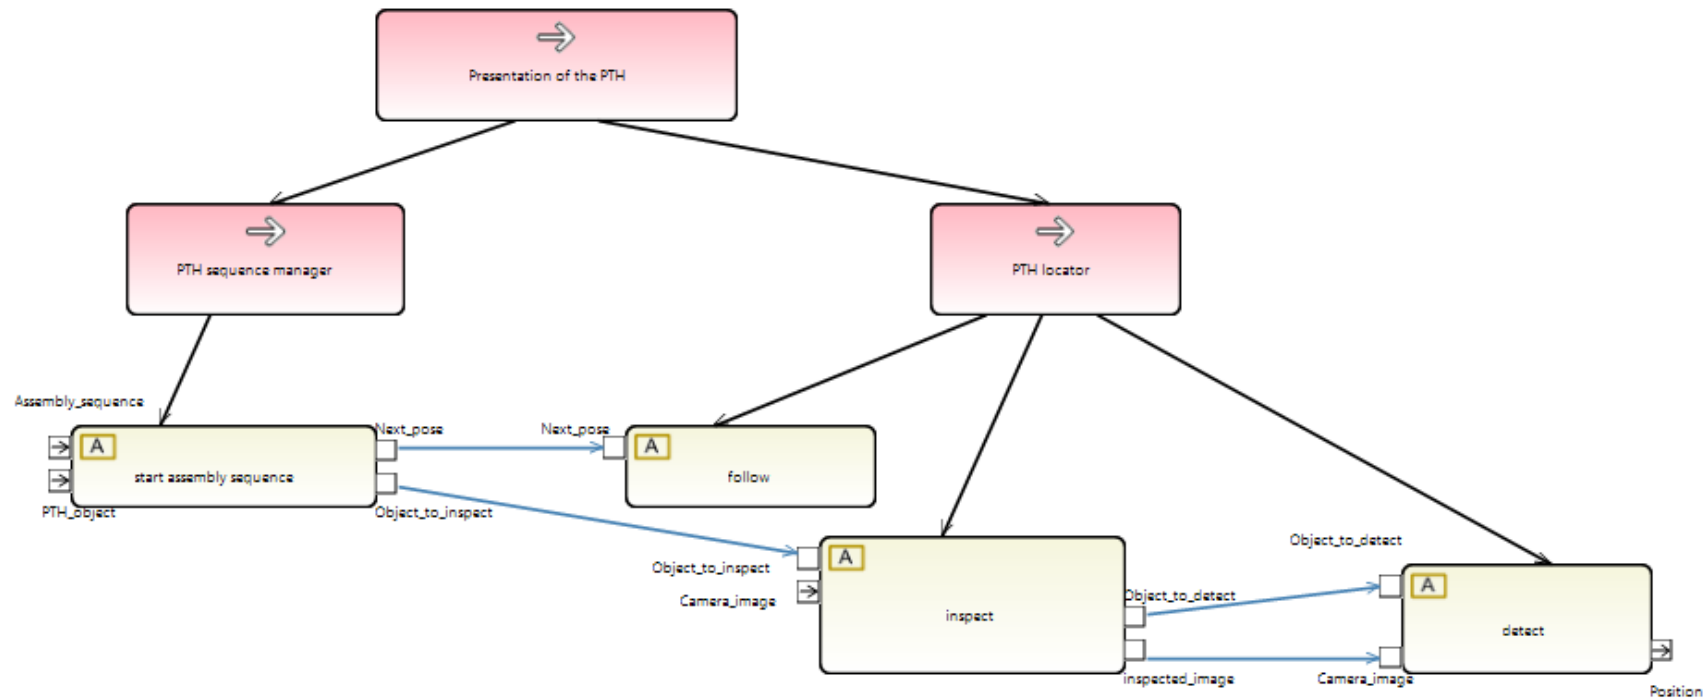 Presentation of the PTH
PTH sequence manager
PTH locator
Assembly_sequence
A
start assembly sequence
PTH_object
Next_pose
Object_to_inspect
Next_pose
A
follow
Object_to_inspect
Camera_image
A
inspect
Object_to_detect
inspected_image
Object_to_detect
Camera_image
A
detect
Position